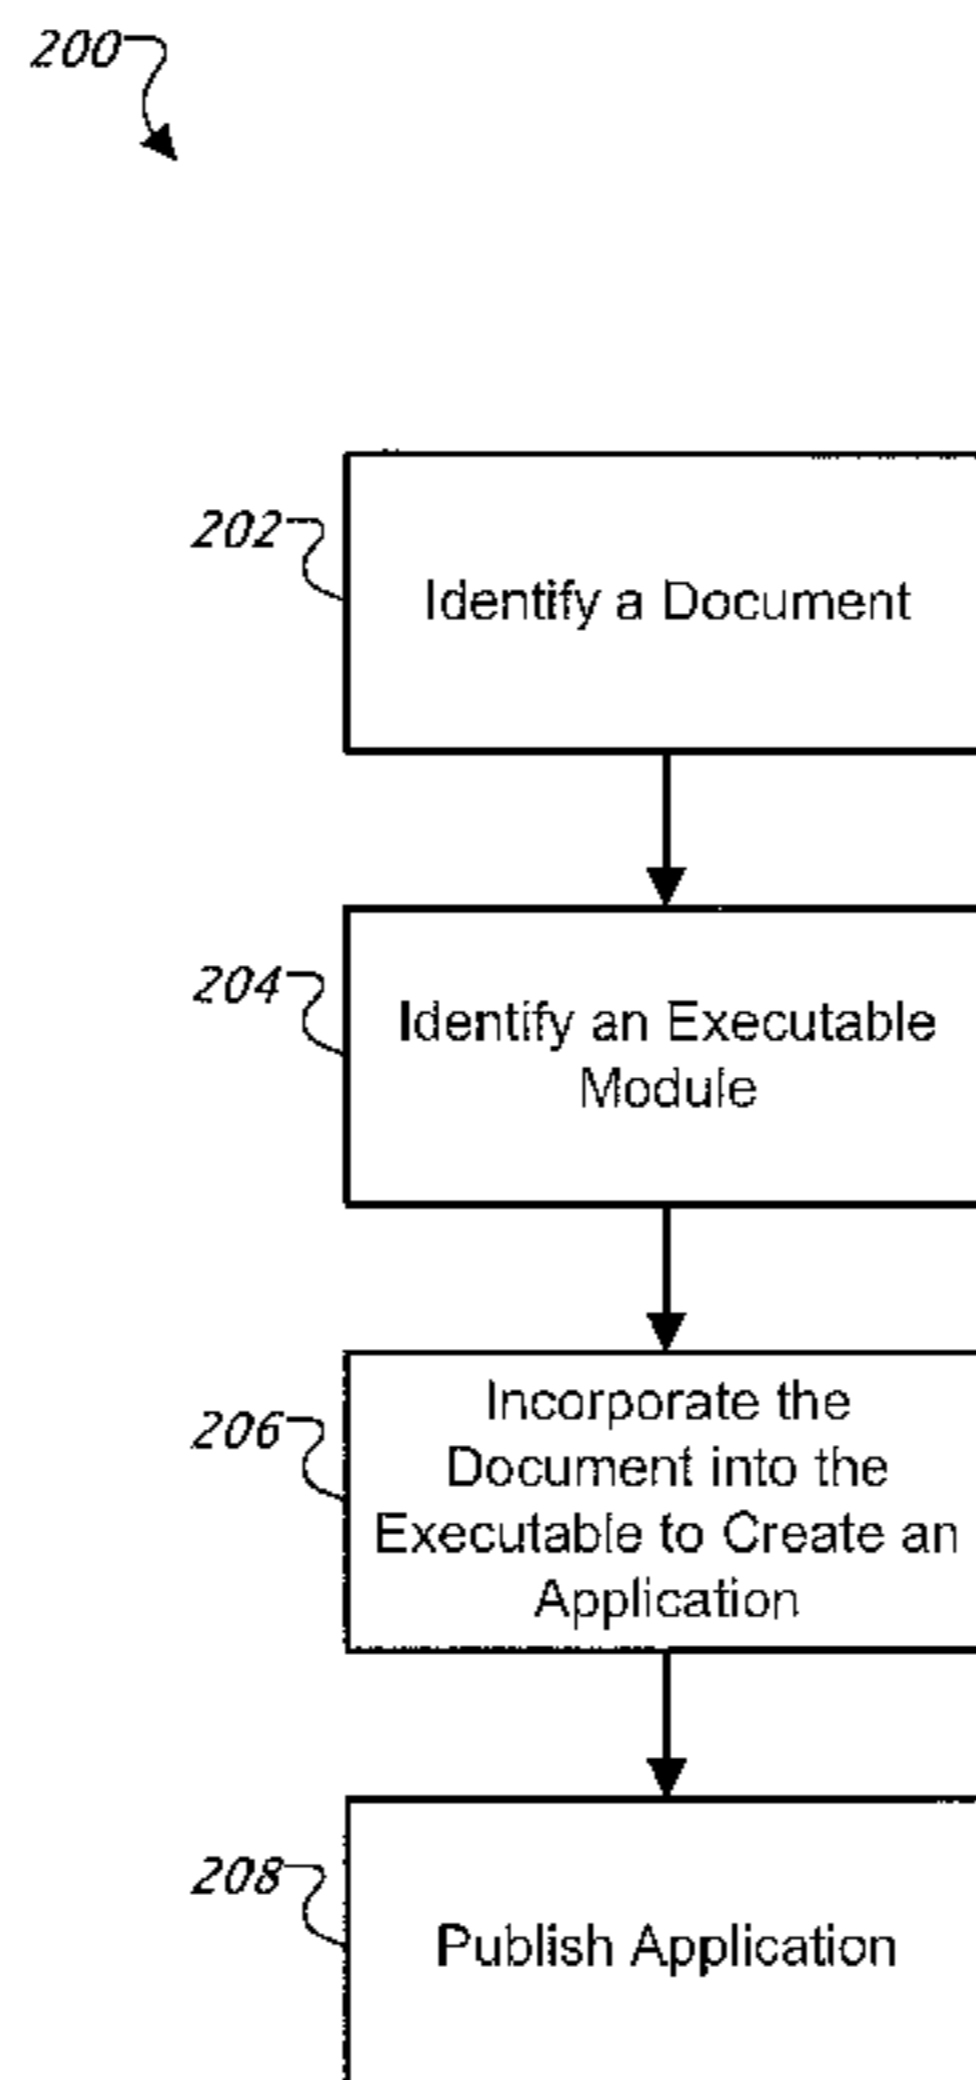 200
202
Identify a Document
204
Identify an Executable
Module
206
Incorporate the
Document into the
Executable to Create an
Application
208
Publish Application